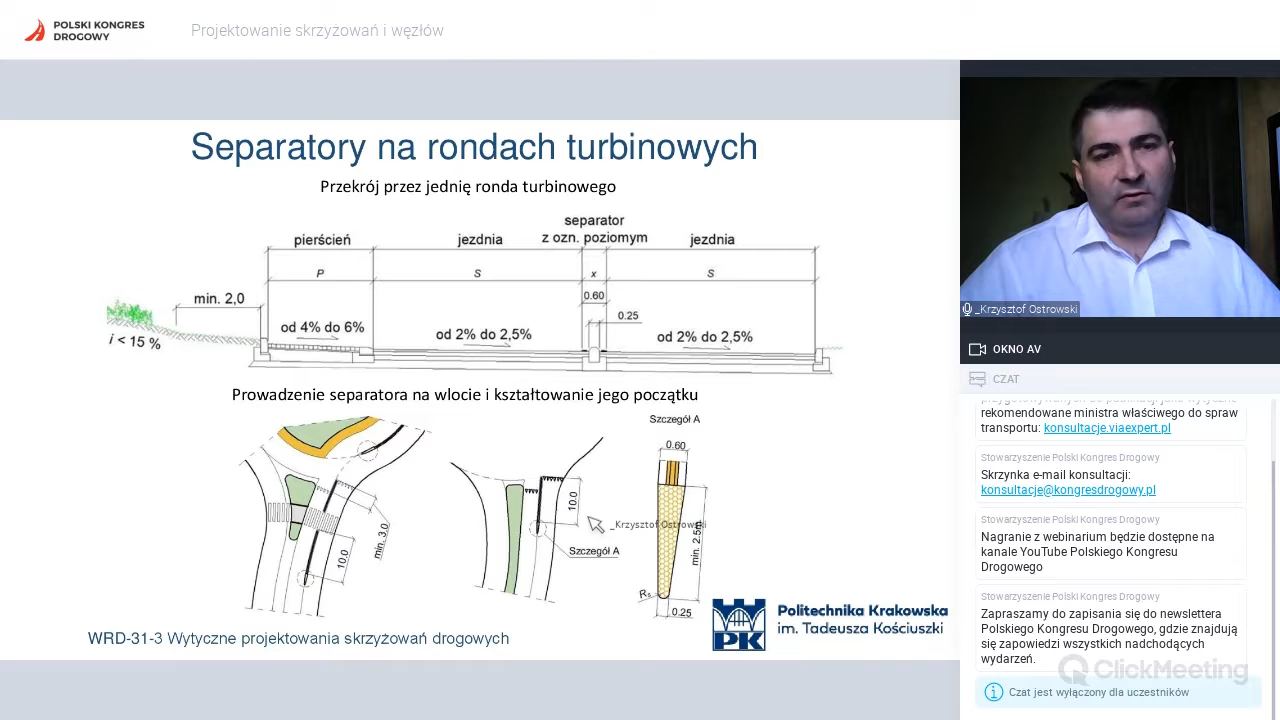 POLSKI KONGRES
DROGOWY
Projektowanie skrzyżowań i węzłów
Separatory na rondach turbinowych
Przekrój przez jednię ronda turbinowego
separator
z ozn. poziomym
pierścień
jezdnia
jezdnia
P
S
x
S
min. 2,0
0.60
0.25
od 4% do 6%
od 2% do 2,5%
od 2% do 2,5%
i < 15 %
Prowadzenie separatora na wlocie i kształtowanie jego początku
Szczegół A
0.60
10.0
min. 3,0
10.0
_Krzysztof Ostrowski
Szczegół A
min. 2.5m
0.25
WRD-31-3 Wytyczne projektowania skrzyżowań drogowych
PK
Politechnika Krakowska
im. Tadeusza Kościuszki
_Krzysztof Ostrowski
OKNO AV
CZAT
rekomendowane ministra właściwego do spraw
transportu: konsultacje.viaexpert.pl
Stowarzyszenie Polski Kongres Drogowy
Skrzynka e-mail konsultacji:
konsultacje@kongresdrogowy.pl
Stowarzyszenie Polski Kongres Drogowy
Nagranie z webinarium będzie dostępne na
kanale YouTube Polskiego Kongresu
Drogowego
Stowarzyszenie Polski Kongres Drogowy
Zapraszamy do zapisania się do newslettera
Polskiego Kongresu Drogowego, gdzie znajdują
się zapowiedzi wszystkich nadchodzących
wydarzeń.
ClickMeeting
Czat jest wyłączony dla uczestników